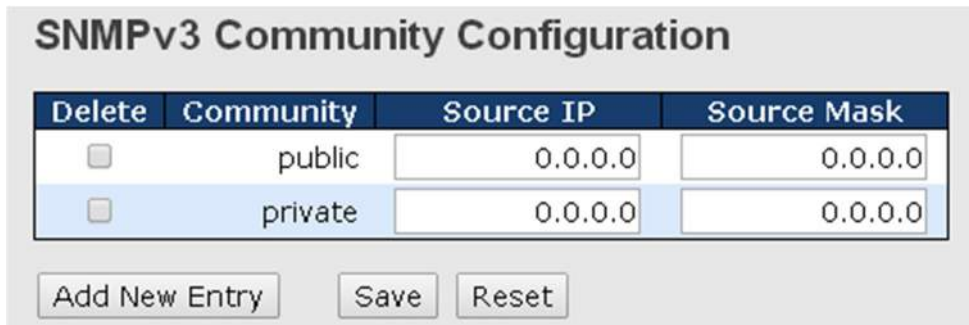 SNMPv3 Community Configuration
Delete Community Source IP Source Mask
public 0.0.0.0 0.0.0.0
private 0.0.0.0 0.0.0.0
Add New Entry Save Reset